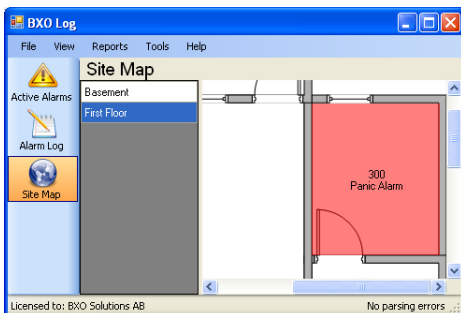 BXO Log
File View Reports Tools Help
Active Alarms
Alarm Log
Site Map
Site Map
Basement
First Floor
300
Panic Alarm
Licensed to: BXO Solutions AB
No parsing errors